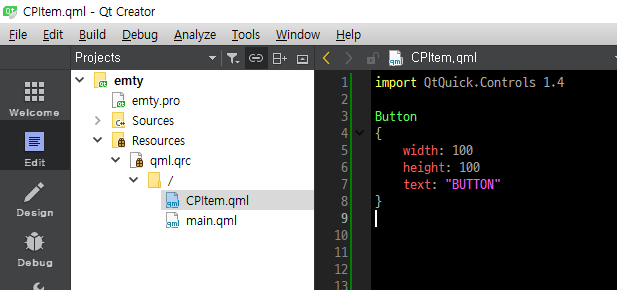 CPItem.qml - Qt Creator
File Edit View Build Debug Analyze Tools Window Help
Projects
CPItem.qml
Welcome
Edit
Design
Debug
emty
emty.pro
Sources
Resources
qml.qrc
/
CPItem.qml
main.qml
1 import QtQuick.Controls 1.4
2
3 Button
4 {
5 width: 100
6 height: 100
7 text: "BUTTON"
8 }
9
10
11
12
13